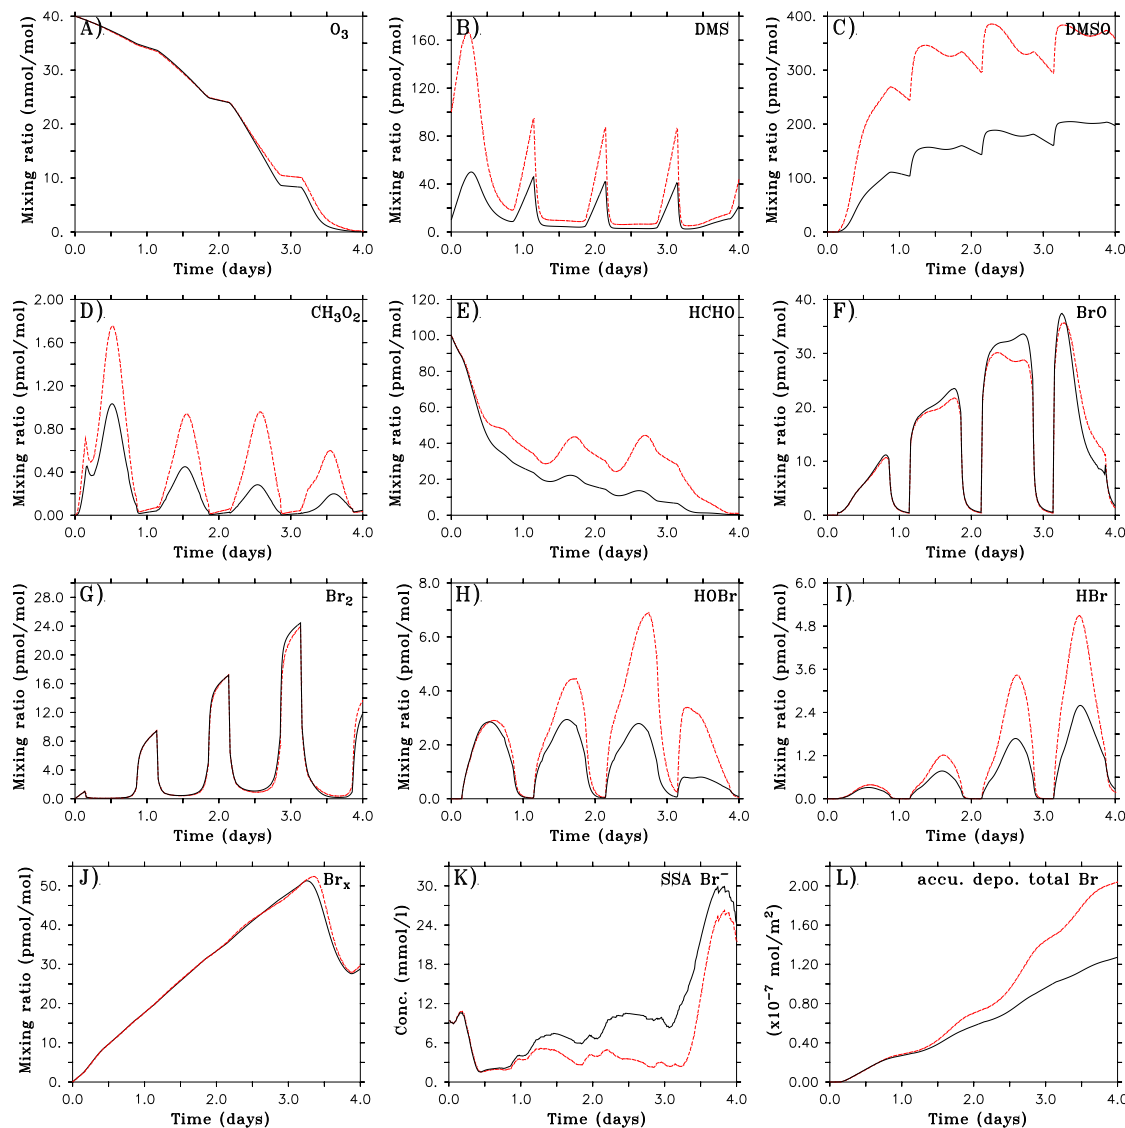 A). O₃
Mixing ratio (nmol/mol)
40.
30.
20.
10.
0.
0.0 1.0 2.0 3.0 4.0
Time (days)
B). DMS
Mixing ratio (pmol/mol)
160.
120.
80.
40.
0.
0.0 1.0 2.0 3.0 4.0
Time (days)
C). DMSO
Mixing ratio (pmol/mol)
400.
300.
200.
100.
0.
0.0 1.0 2.0 3.0 4.0
Time (days)
D). CH₃O₂
Mixing ratio (pmol/mol)
2.00
1.60
1.20
0.80
0.40
0.00
0.0 1.0 2.0 3.0 4.0
Time (days)
E). HCHO
Mixing ratio (pmol/mol)
120.
100.
80.
60.
40.
20.
0.
0.0 1.0 2.0 3.0 4.0
Time (days)
F). BrO
Mixing ratio (pmol/mol)
40.
30.
20.
10.
0.
0.0 1.0 2.0 3.0 4.0
Time (days)
G). Br₂
Mixing ratio (pmol/mol)
28.0
24.0
20.0
16.0
12.0
8.0
4.0
0.0
0.0 1.0 2.0 3.0 4.0
Time (days)
H). HOBr
Mixing ratio (pmol/mol)
8.0
6.0
4.0
2.0
0.0
0.0 1.0 2.0 3.0 4.0
Time (days)
I). HBr
Mixing ratio (pmol/mol)
6.0
4.8
3.6
2.4
1.2
0.0
0.0 1.0 2.0 3.0 4.0
Time (days)
J). Brₓ
Mixing ratio (pmol/mol)
50.
40.
30.
20.
10.
0.
0.0 1.0 2.0 3.0 4.0
Time (days)
K). SSA Br⁻
Conc. (mmol/l)
30.
24.
18.
12.
6.
0.
0.0 1.0 2.0 3.0 4.0
Time (days)
L). accu. depo. total Br
(x10⁻⁷ mol/m²)
2.00
1.60
1.20
0.80
0.40
0.00
0.0 1.0 2.0 3.0 4.0
Time (days)